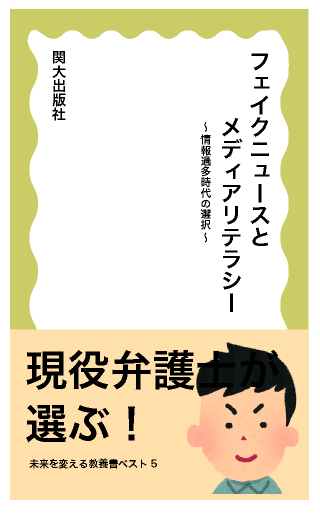 フェイクニュースと
メディアリテラシー
～情報過多時代の選択～
関大出版社
現役弁護士が
選ぶ！
未来を変える教養書ベスト５